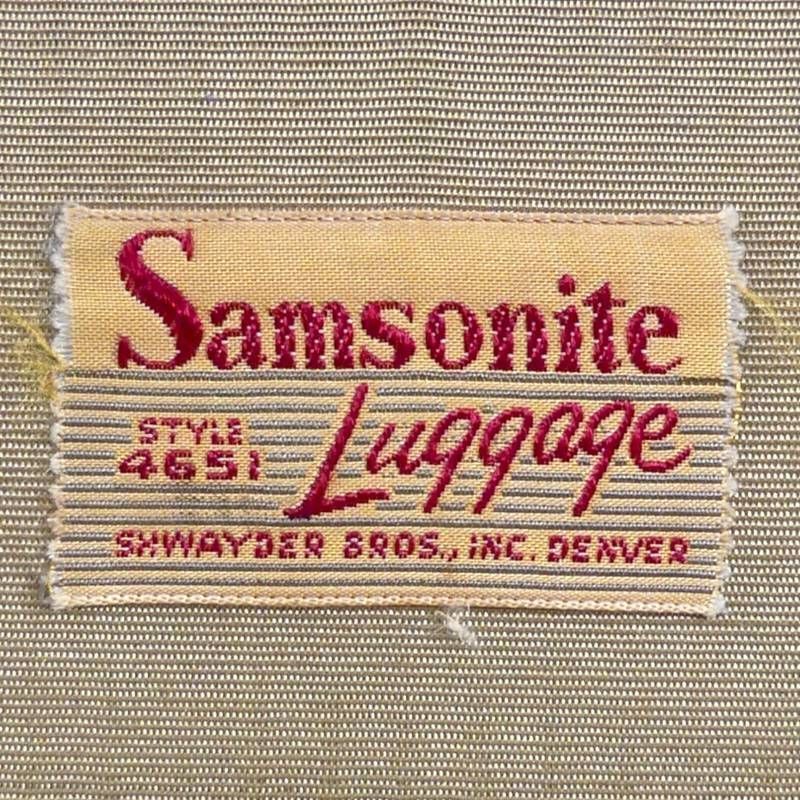 Samsonite
Luggage
STYLE
4651
SHWAYDER BROS., INC. DENVER